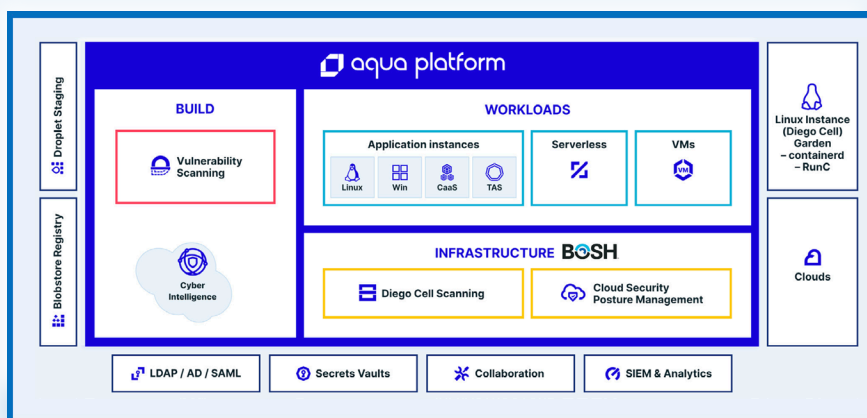 aqua platform
Droplet Staging
Blobstore Registry
BUILD
Vulnerability
Scanning
Cyber
Intelligence
WORKLOADS
Application instances
Linux
Win
CaaS
TAS
Serverless
VMs
VM
INFRASTRUCTURE BOSH
Diego Cell Scanning
Cloud Security
Posture Management
Linux Instance
(Diego Cell)
Garden
– containerd
– RunC
Clouds
LDAP / AD / SAML
Secrets Vaults
Collaboration
SIEM & Analytics